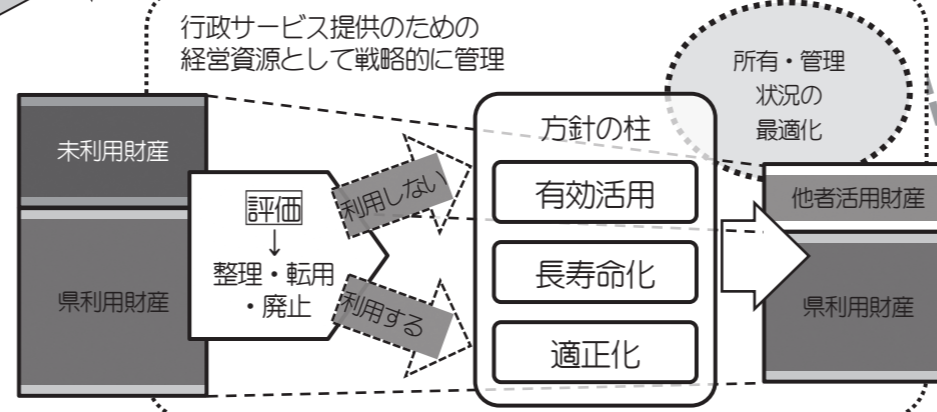 行政サービス提供のための
経営資源として戦略的に管理
所有・管理
状況の
最適化
未利用財産
県利用財産
評価
↓
整理・転用
・廃止
利用しない
利用する
方針の柱
有効活用
長寿命化
適正化
他者活用財産
県利用財産